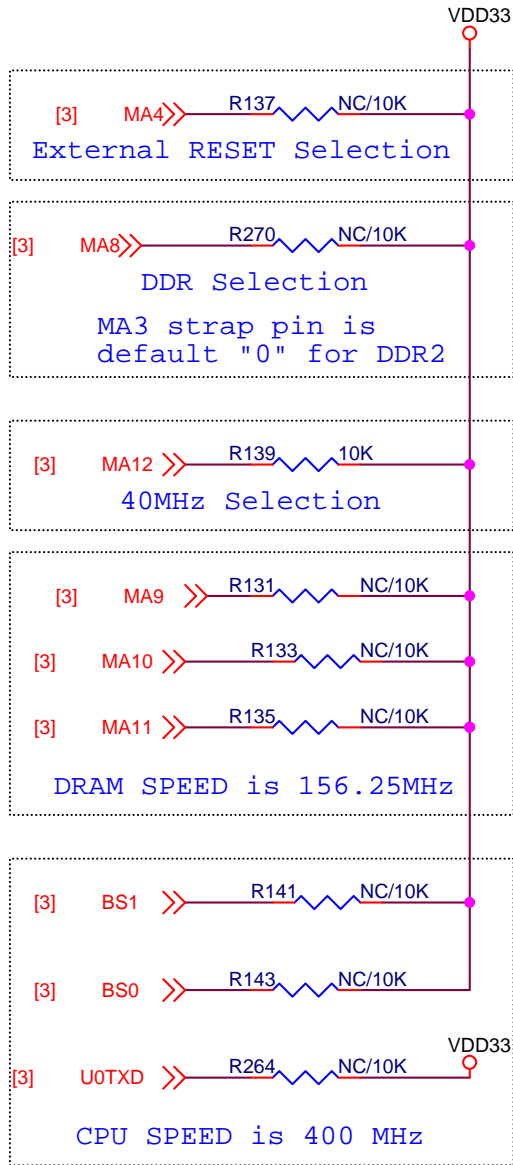 VDD33
[3] MA4 R137 NC/10K
External RESET Selection
[3] MA8 R270 NC/10K
DDR Selection
MA3 strap pin is
default "0" for DDR2
[3] MA12 R139 10K
40MHz Selection
[3] MA9 R131 NC/10K
[3] MA10 R133 NC/10K
[3] MA11 R135 NC/10K
DRAM SPEED is 156.25MHz
[3] BS1 R141 NC/10K
[3] BS0 R143 NC/10K
VDD33
[3] U0TXD R264 NC/10K
CPU SPEED is 400 MHz